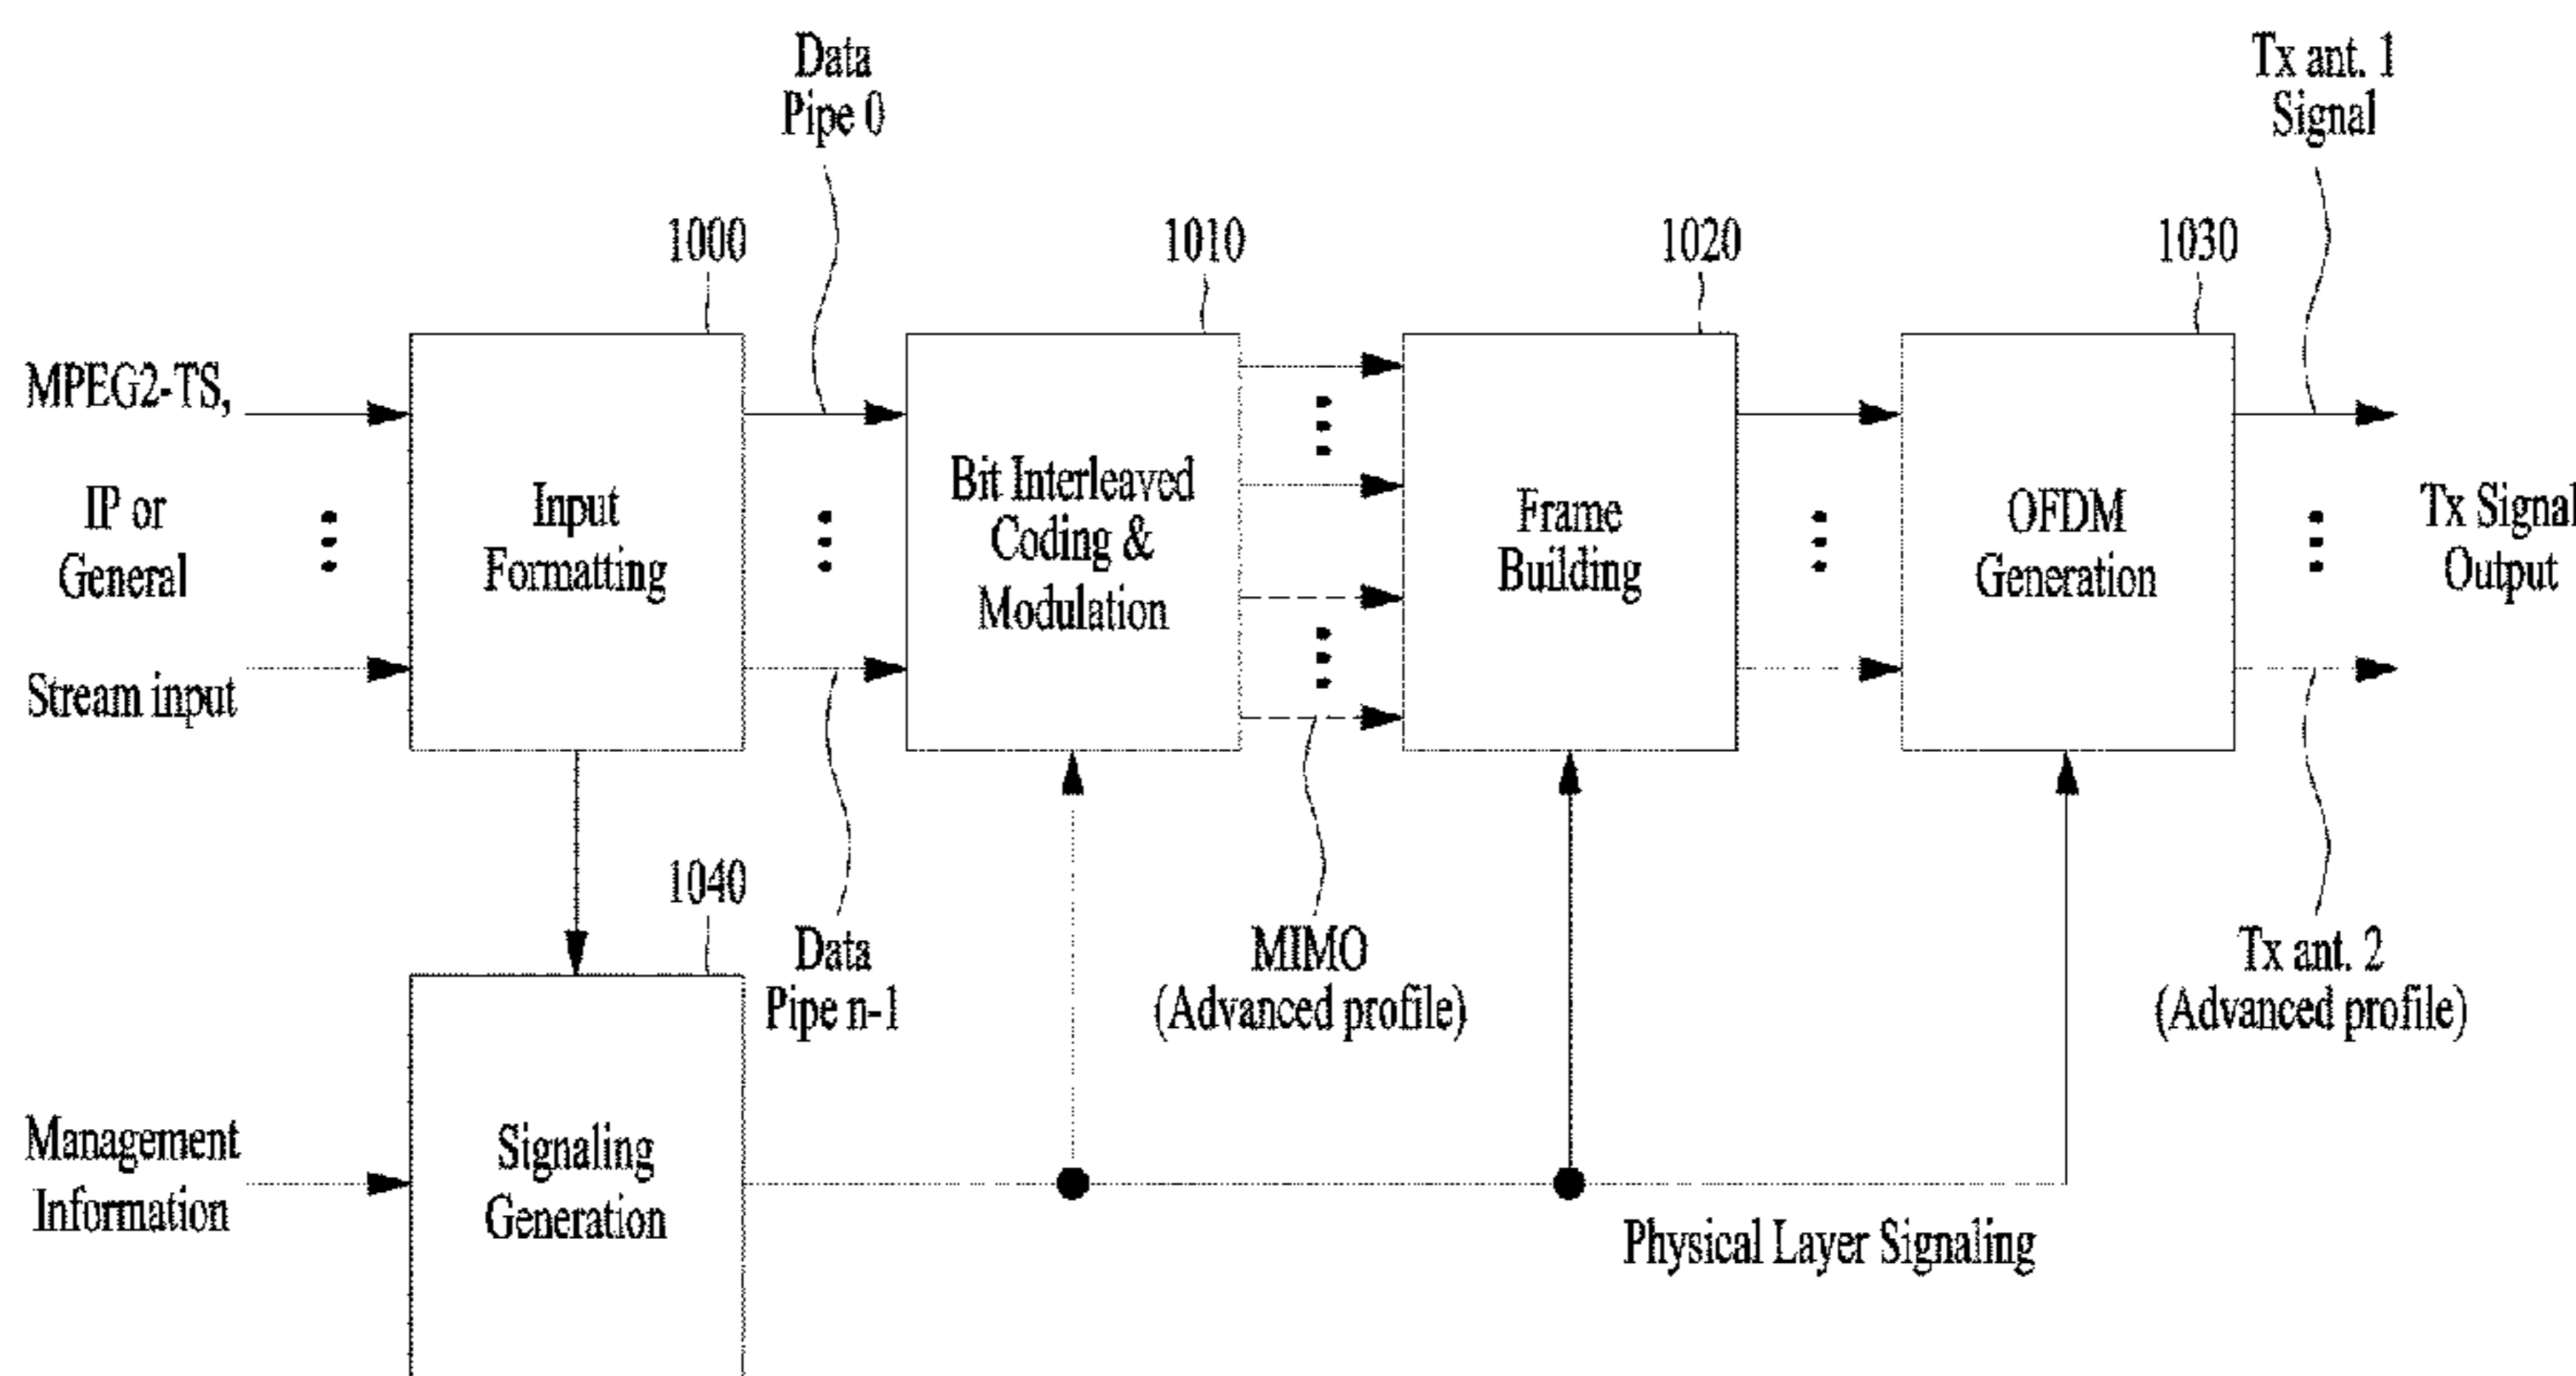 Data
Pipe 0
Tx ant. 1
Signal
1000
1010
1020
1030
MPEG2-TS,
IP or
General
Stream input
Input
Formatting
Bit Interleaved
Coding &
Modulation
Frame
Building
OFDM
Generation
Tx Signal
Output
1040
Data
Pipe n-1
MIMO
(Advanced profile)
Tx ant. 2
(Advanced profile)
Management
Information
Signaling
Generation
Physical Layer Signaling